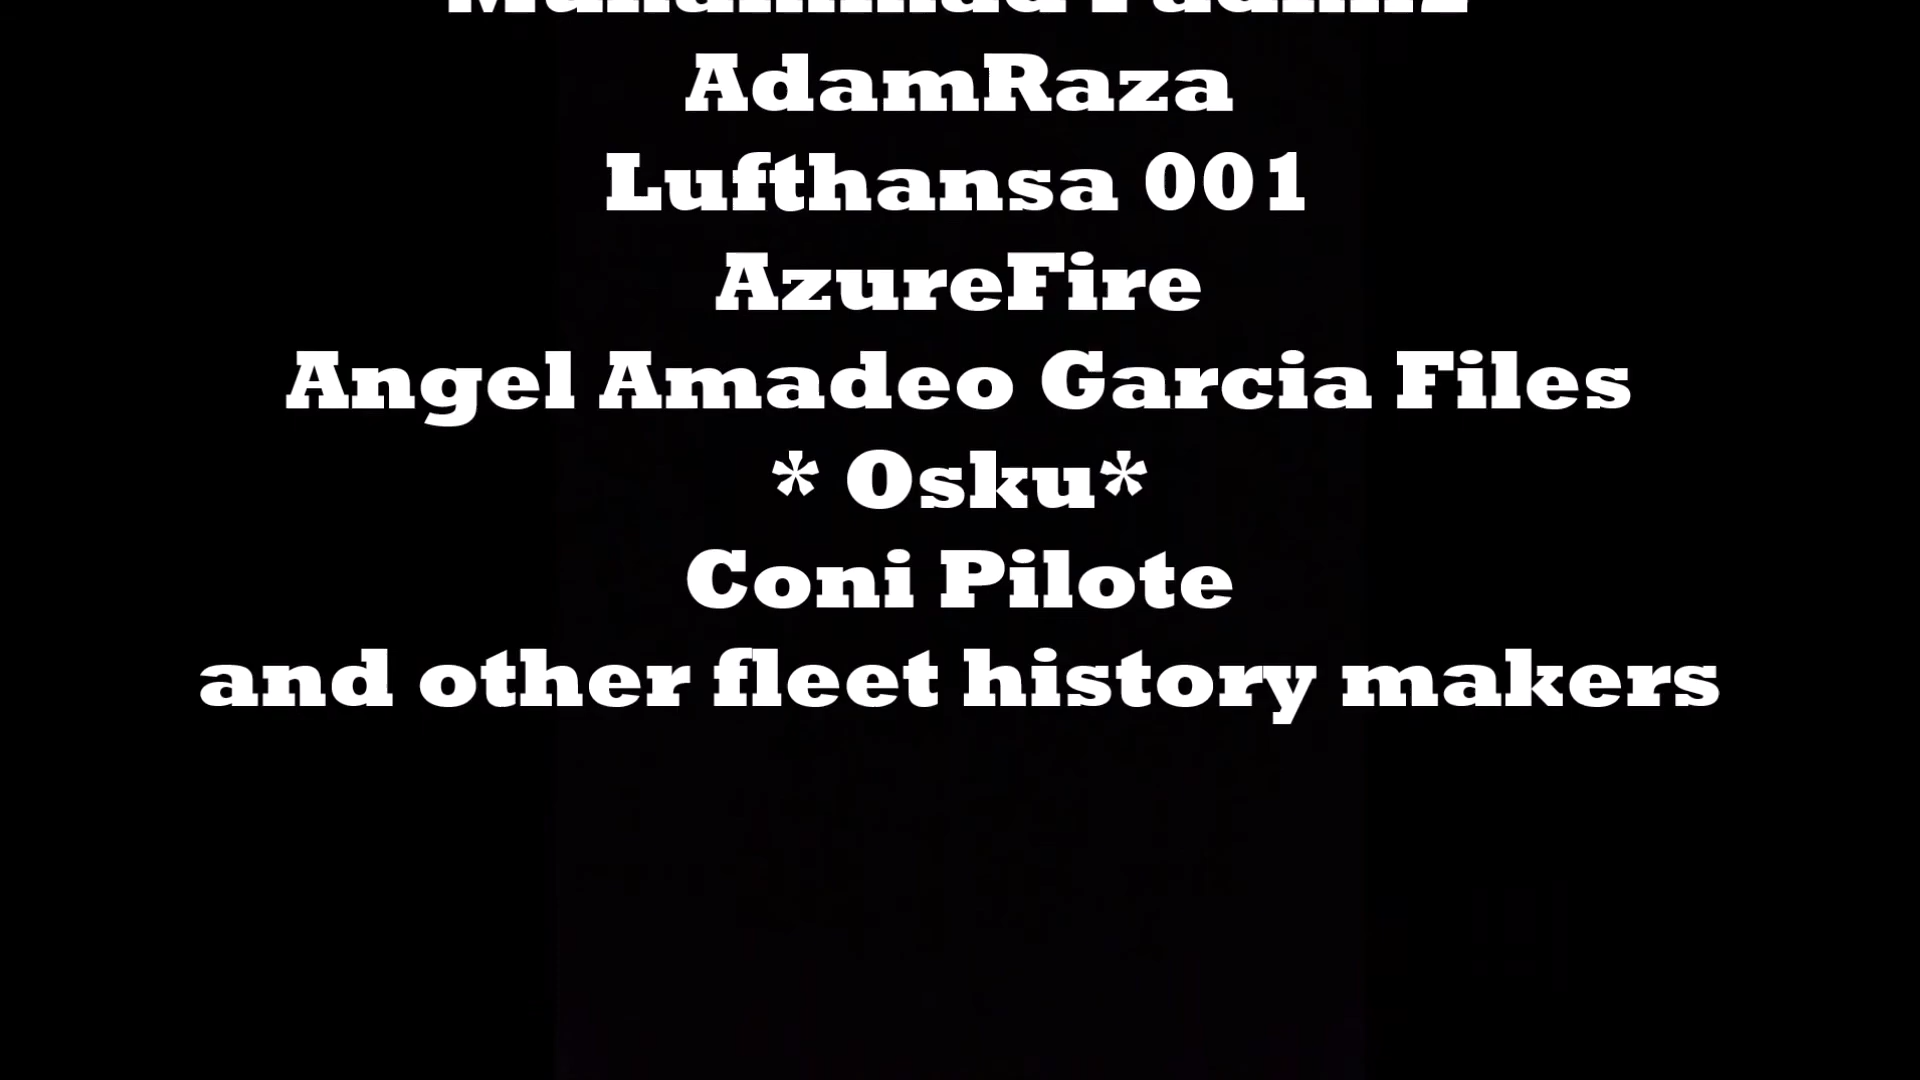 AdamRaza
Lufthansa 001
AzureFire
Angel Amadeo Garcia Files
* Osku*
Coni Pilote
and other fleet history makers